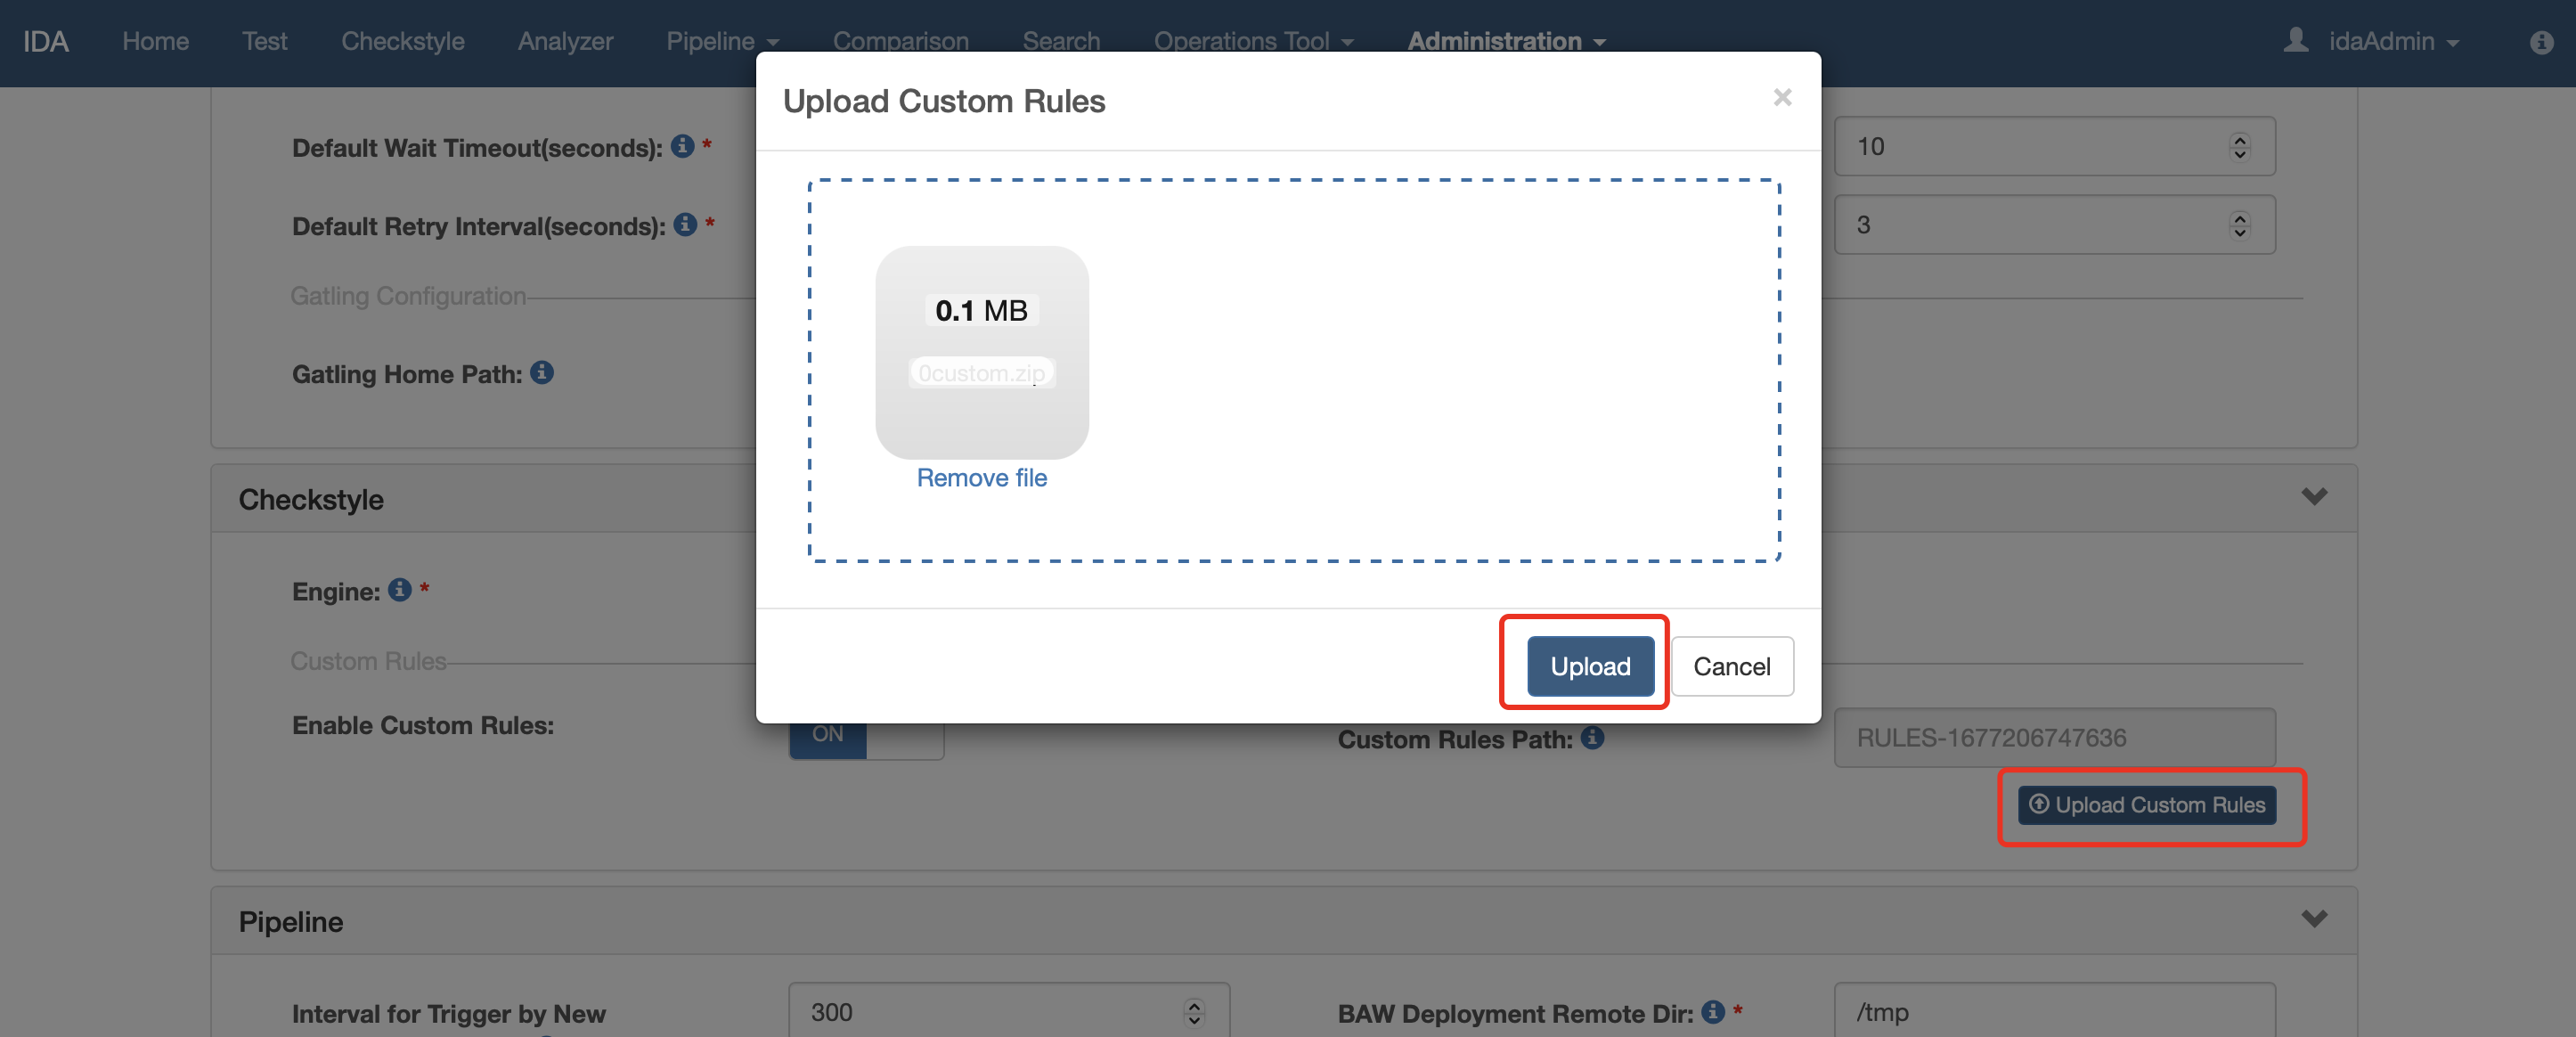 IDA Home Test Checkstyle Analyzer Pipeline Comparison Search Operations Tool Administration idaAdmin
Upload Custom Rules
×
Default Wait Timeout(seconds): *
10
Default Retry Interval(seconds): *
3
Gatling Configuration
Gatling Home Path:
0.1 MB
0custom.zip
Remove file
Upload
Cancel
Checkstyle
Engine: *
Custom Rules
Enable Custom Rules:
ON
Custom Rules Path:
RULES-1677206747636
Upload Custom Rules
Pipeline
Interval for Trigger by New
300
BAW Deployment Remote Dir: *
/tmp